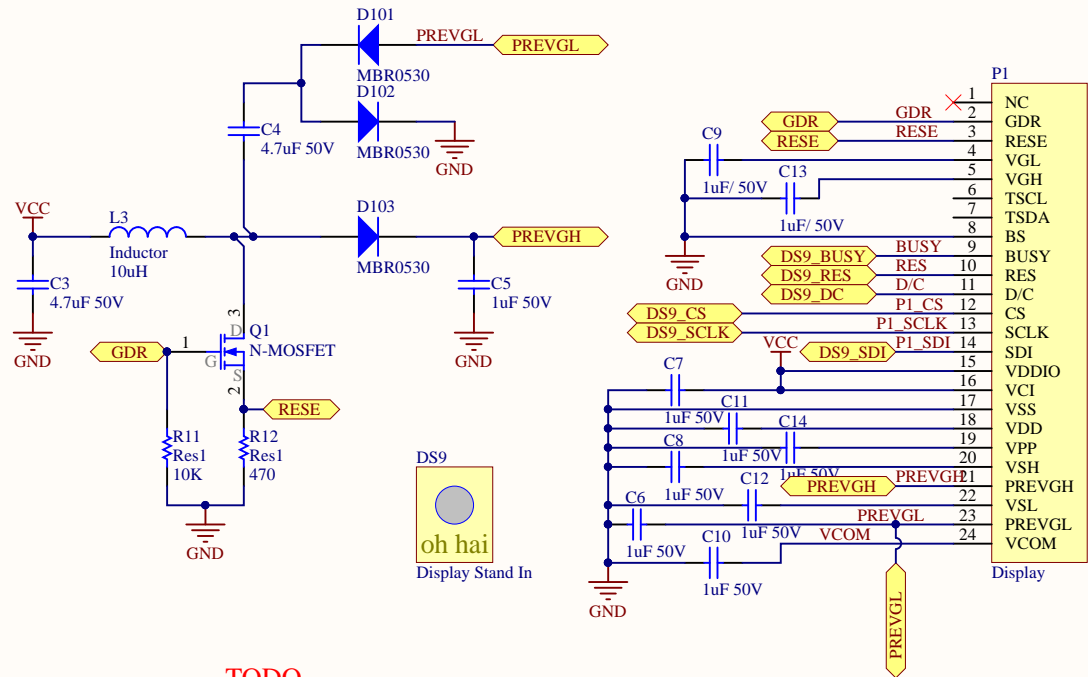 D101
PREVGL
PREVGL
MBR0530
D102
C4
4.7uF 50V
MBR0530
GND
VCC
L3
Inductor
10uH
D103
PREVGH
MBR0530
C3
4.7uF 50V
GND
C5
1uF 50V
GND
GDR
1
3
D
G
S
2
Q1
N-MOSFET
RESE
R11
Res1
10K
R12
Res1
470
GND
DS9
oh hai
Display Stand In
TODO
P1
1 NC
GDR GDR 2 GDR
RESE RESE 3 RESE
C9
4 VGL
1uF/ 50V
C13
5 VGH
1uF/ 50V
6 TSCL
7 TSDA
8 BS
GND
DS9_BUSY BUSY 9 BUSY
DS9_RES RES 10 RES
DS9_DC D/C 11 D/C
DS9_CS P1_CS 12 CS
DS9_SCLK P1_SCLK 13 SCLK
VCC
DS9_SDI P1_SDI 14 SDI
15 VDDIO
C7
16 VCI
1uF 50V
17 VSS
C11
18 VDD
1uF 50V
C14
19 VPP
1uF 50V
C8
20 VSH
1uF 50V
PREVGH PREVGH 21 PREVGH
C12
22 VSL
1uF 50V
C6
PREVGL 23 PREVGL
1uF 50V
C10
VCOM 24 VCOM
1uF 50V
GND
Display
PREVGL